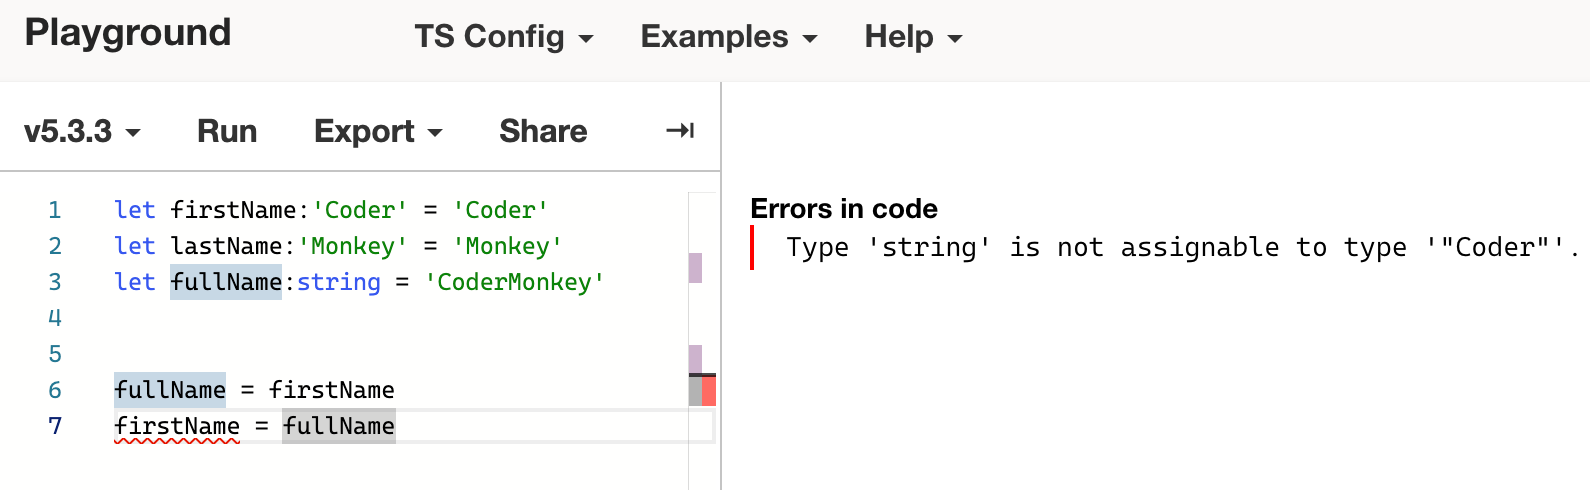 Playground TS Config Examples Help
v5.3.3 Run Export Share
1 let firstName:'Coder' = 'Coder'
2 let lastName:'Monkey' = 'Monkey'
3 let fullName:string = 'CoderMonkey'
4
5
6 fullName = firstName
7 firstName = fullName
Errors in code
Type 'string' is not assignable to type '"Coder"'.